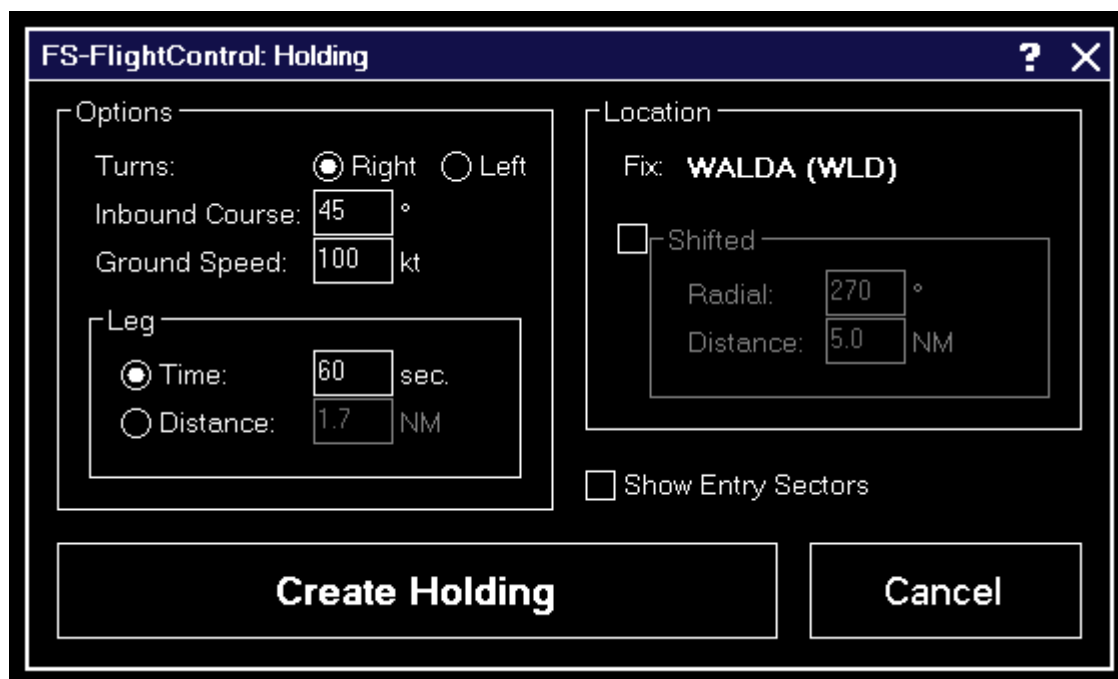 FS-FlightControl: Holding ? X
Options
Turns: Right Left
Inbound Course: 45 °
Ground Speed: 100 kt
Leg
Time: 60 sec.
Distance: 1.7 NM
Location
Fix: WALDA (WLD)
Shifted
Radial: 270 °
Distance: 5.0 NM
Show Entry Sectors
Create Holding
Cancel